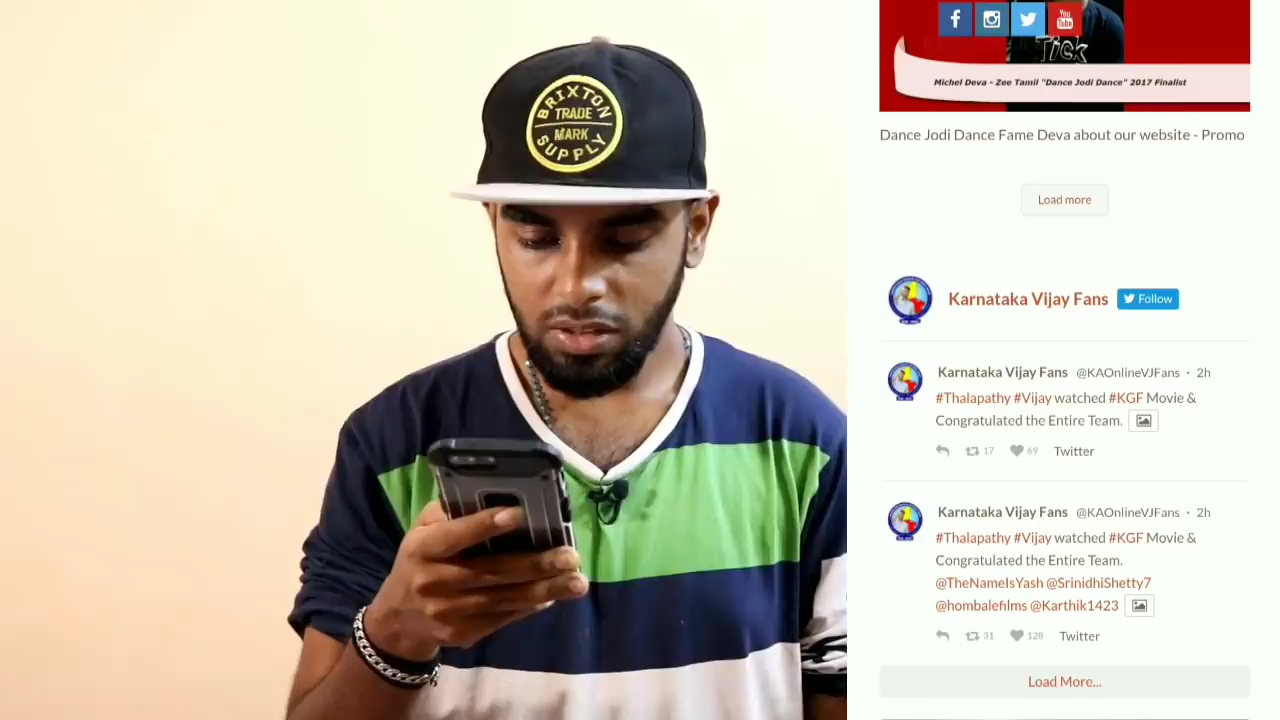 BRIXTON
TRADE
MARK
SUPPLY
You
Tube
Tick
Michel Deva - Zee Tamil "Dance Jodi Dance" 2017 Finalist
Dance Jodi Dance Fame Deva about our website - Promo
Load more
Karnataka Vijay Fans Follow
Karnataka Vijay Fans @KAOnlineVJFans · 2h
#Thalapathy #Vijay watched #KGF Movie &
Congratulated the Entire Team.
17 69 Twitter
Karnataka Vijay Fans @KAOnlineVJFans · 2h
#Thalapathy #Vijay watched #KGF Movie &
Congratulated the Entire Team.
@TheNameIsYash @SrinidhiShetty7
@hombalefilms @Karthik1423
31 128 Twitter
Load More...